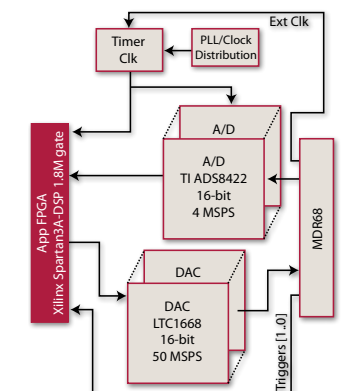 Ext Clk
Timer
Clk
PLL/Clock
Distribution
A/D
A/D
TI ADS8422
16-bit
4 MSPS
App FPGA
Xilinx Spartan3A-DSP 1.8M gate
MDR68
DAC
DAC
LTC1668
16-bit
50 MSPS
Triggers [1..0]